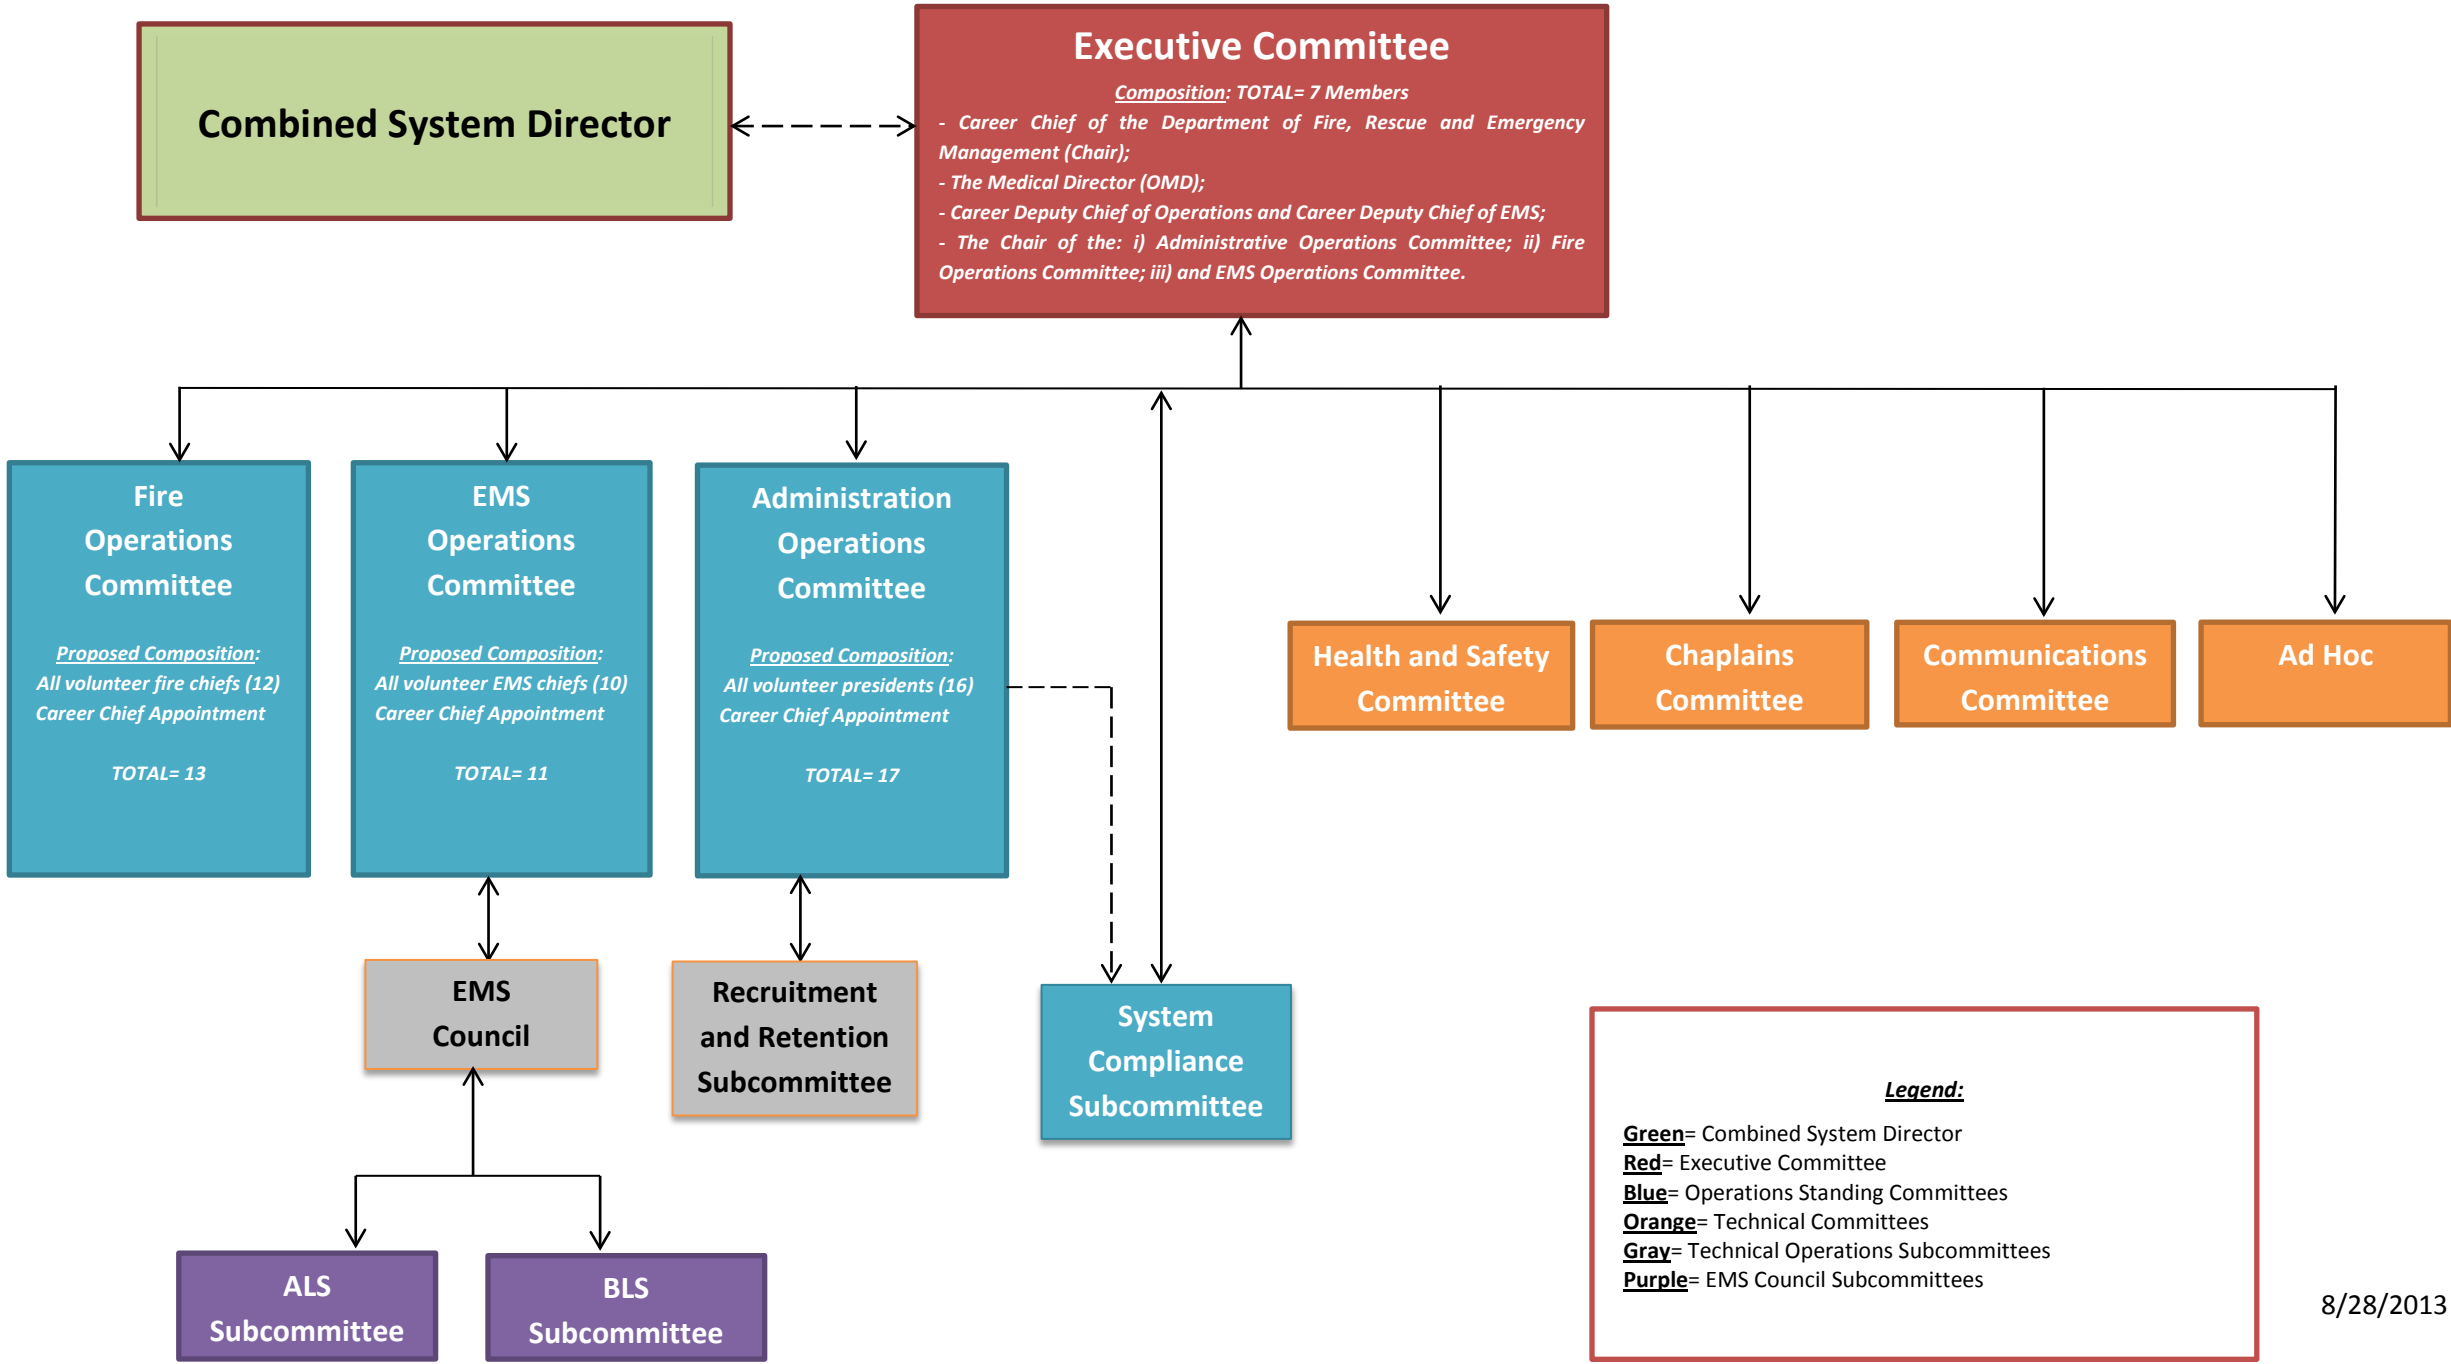 Combined System Director
Executive Committee
Composition: TOTAL= 7 Members
- Career Chief of the Department of Fire, Rescue and Emergency
Management (Chair);
- The Medical Director (OMD);
- Career Deputy Chief of Operations and Career Deputy Chief of EMS;
- The Chair of the: i) Administrative Operations Committee; ii) Fire
Operations Committee; iii) and EMS Operations Committee.
Fire
Operations
Committee
Proposed Composition:
All volunteer fire chiefs (12)
Career Chief Appointment
TOTAL= 13
EMS
Operations
Committee
Proposed Composition:
All volunteer EMS chiefs (10)
Career Chief Appointment
TOTAL= 11
Administration
Operations
Committee
Proposed Composition:
All volunteer presidents (16)
Career Chief Appointment
TOTAL= 17
Health and Safety
Committee
Chaplains
Committee
Communications
Committee
Ad Hoc
EMS
Council
Recruitment
and Retention
Subcommittee
System
Compliance
Subcommittee
ALS
Subcommittee
BLS
Subcommittee
Legend:
Green= Combined System Director
Red= Executive Committee
Blue= Operations Standing Committees
Orange= Technical Committees
Gray= Technical Operations Subcommittees
Purple= EMS Council Subcommittees
8/28/2013